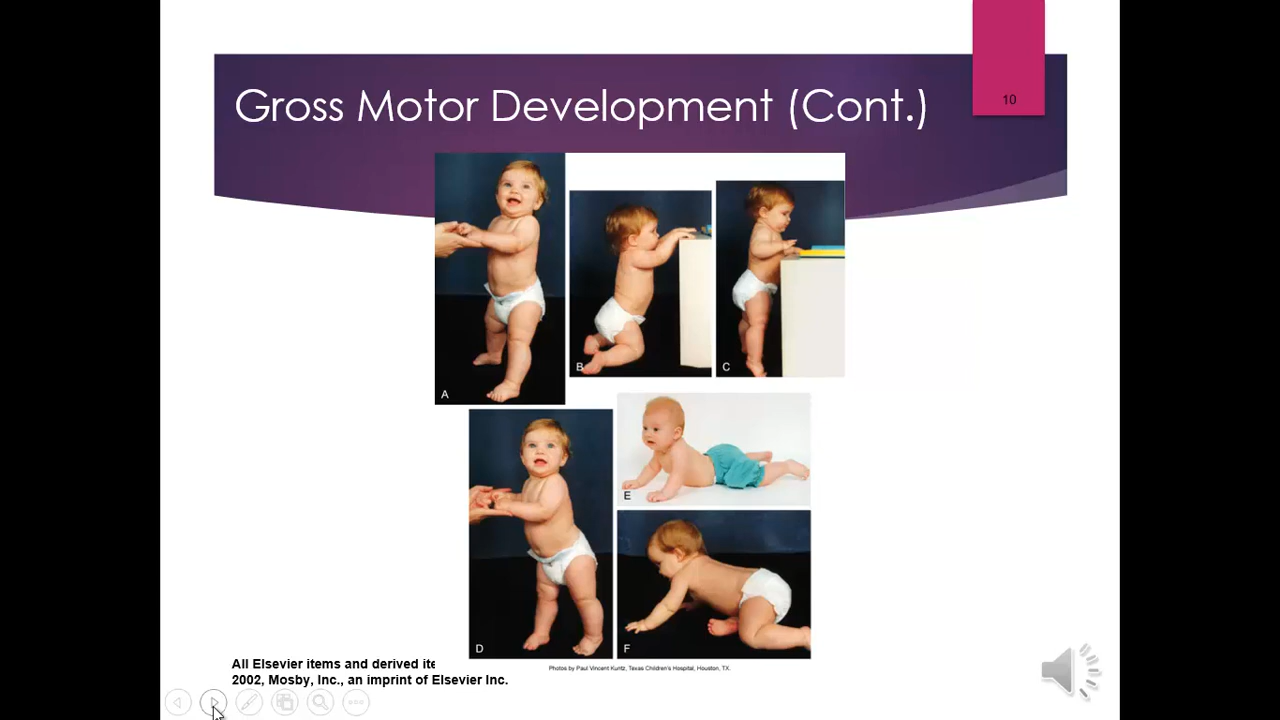 Gross Motor Development (Cont.)
10
A
B
C
D
E
F
All Elsevier items and derived ite
2002, Mosby, Inc., an imprint of Elsevier Inc.
Photos by Paul Vincent Kuntz, Texas Children's Hospital, Houston, TX.